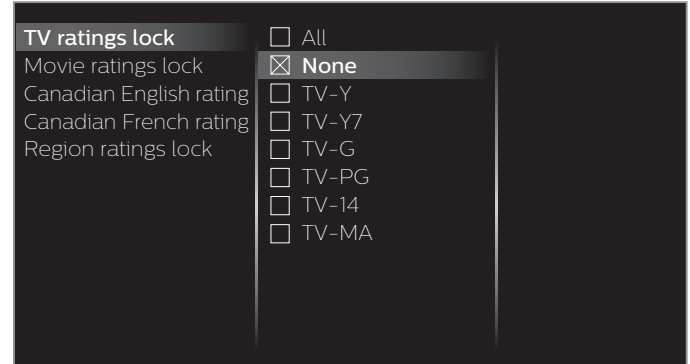 TV ratings lock
Movie ratings lock
Canadian English rating
Canadian French rating
Region ratings lock
All
None
TV-Y
TV-Y7
TV-G
TV-PG
TV-14
TV-MA